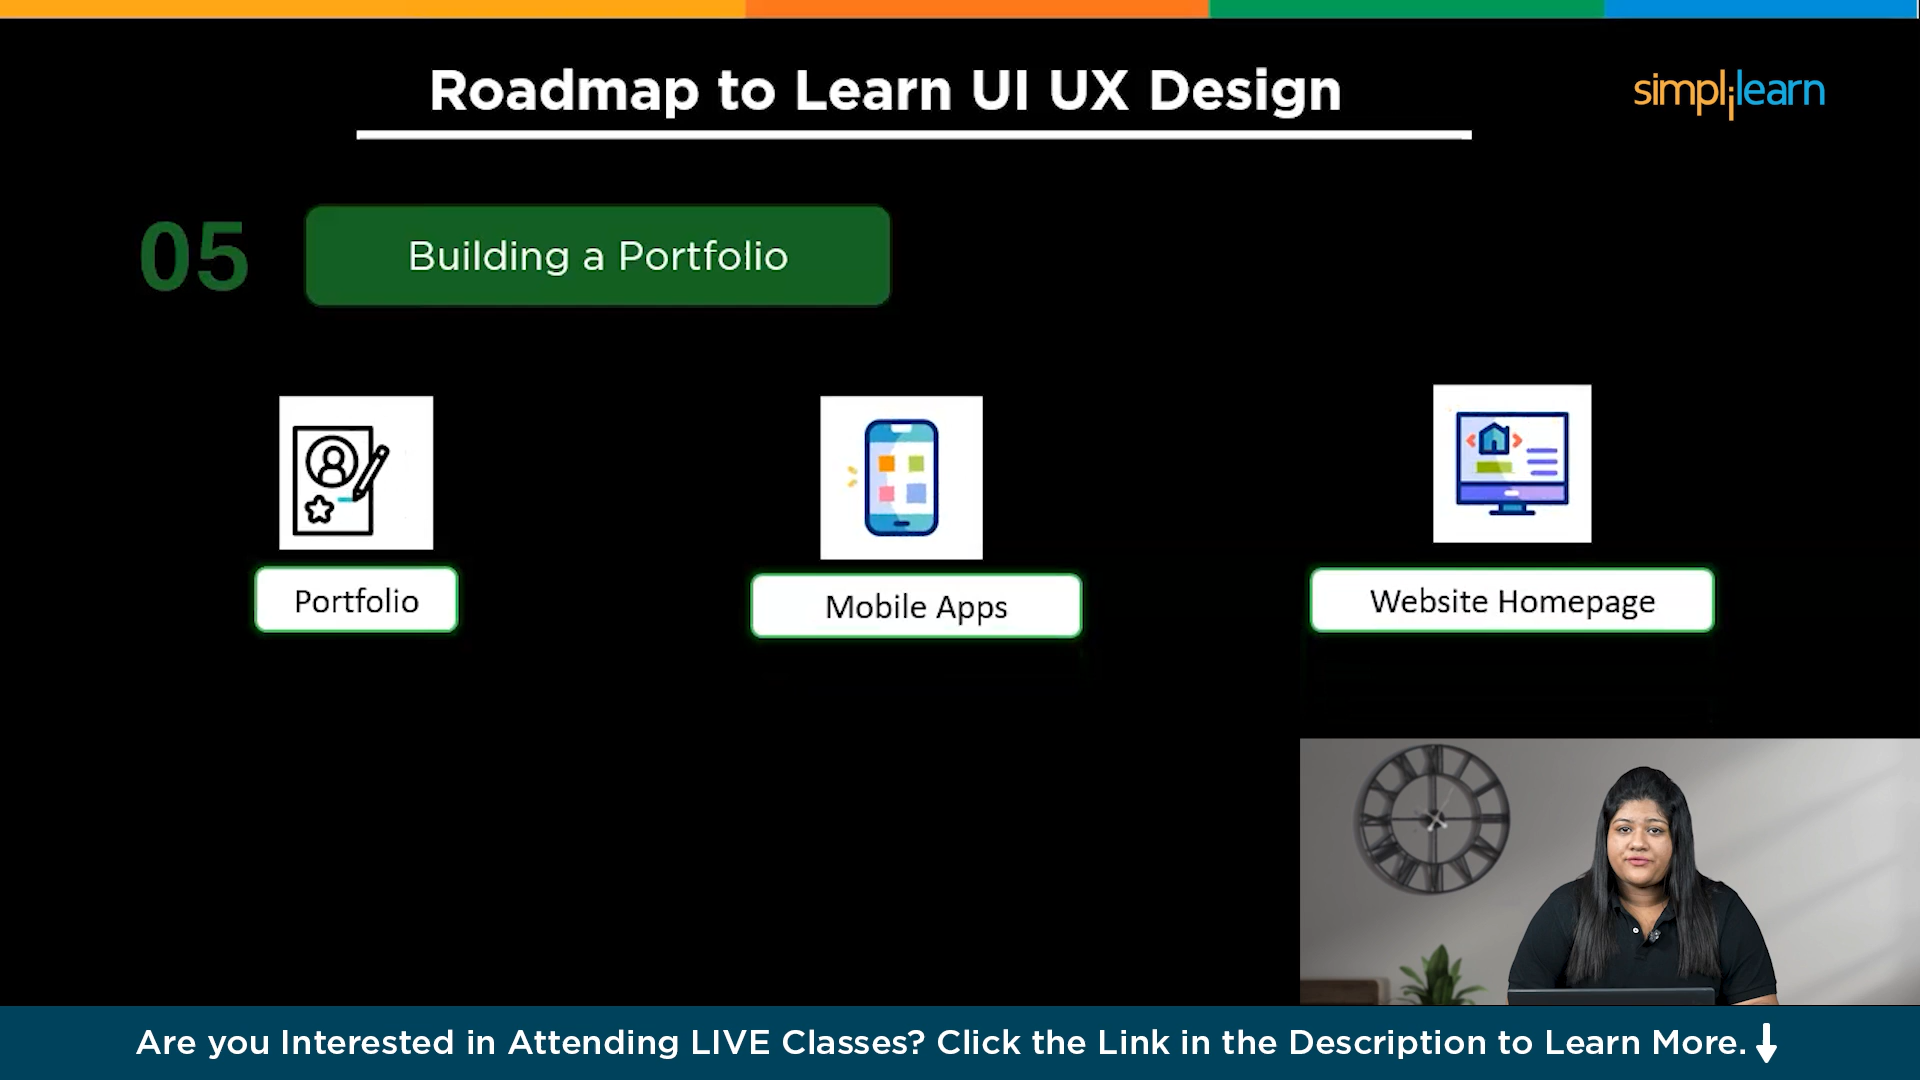 Roadmap to Learn UI UX Design
simplilearn
05
Building a Portfolio
Portfolio
Mobile Apps
Website Homepage
Are you Interested in Attending LIVE Classes? Click the Link in the Description to Learn More.